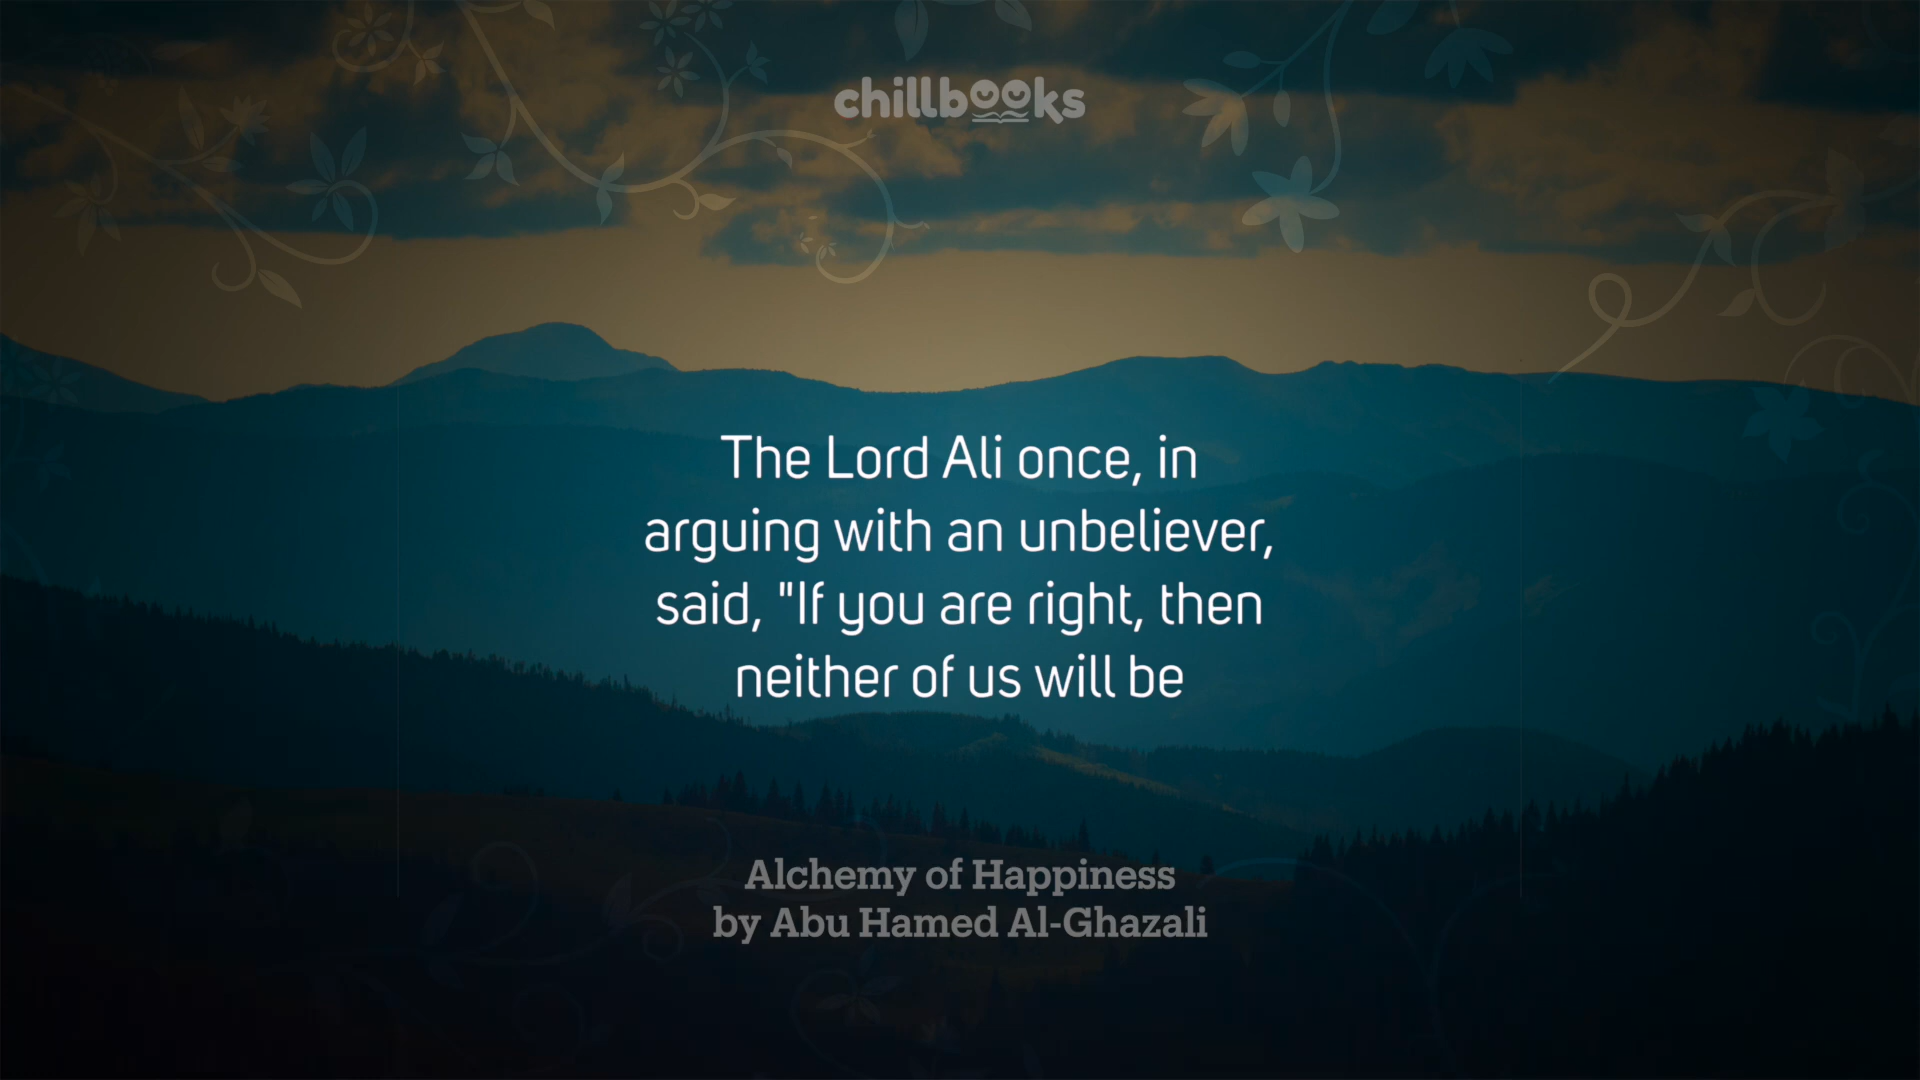 chillbooks
The Lord Ali once, in
arguing with an unbeliever,
said, "If you are right, then
neither of us will be
Alchemy of Happiness
by Abu Hamed Al-Ghazali